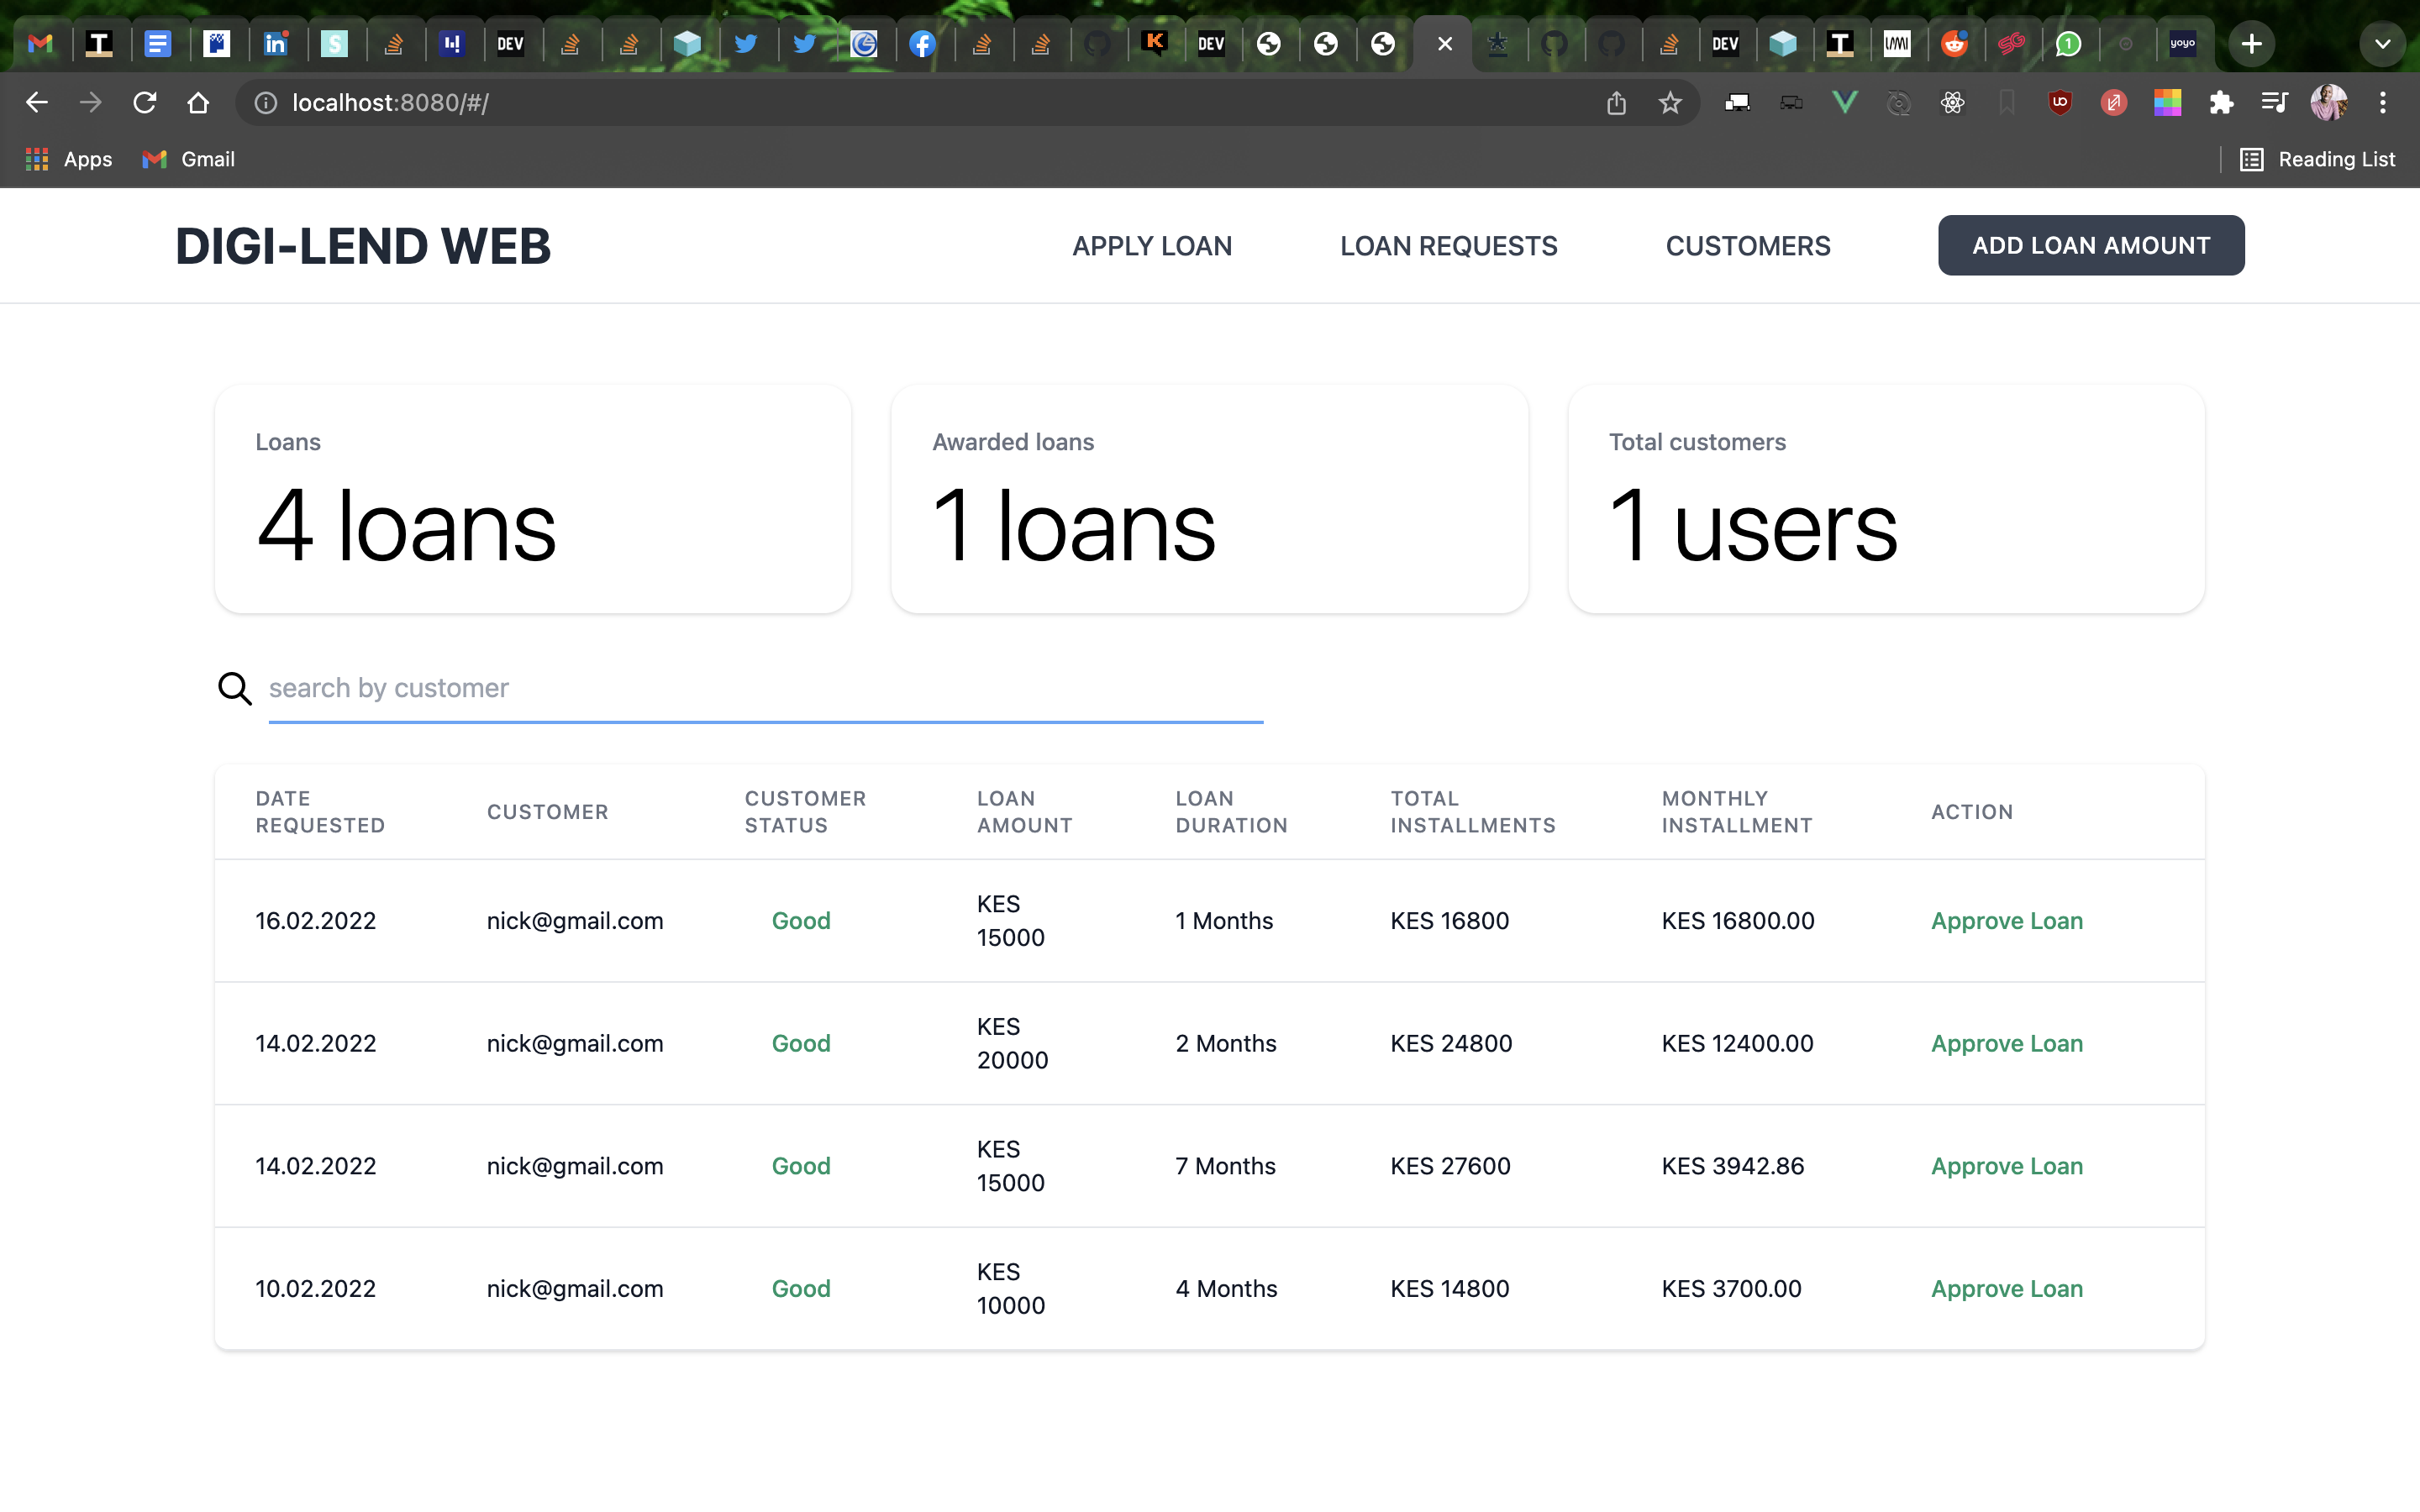 DEV
DEV
DEV
1
yoyo
localhost:8080/#/
Apps
Gmail
Reading List
DIGI-LEND WEB
APPLY LOAN
LOAN REQUESTS
CUSTOMERS
ADD LOAN AMOUNT
Loans
4 loans
Awarded loans
1 loans
Total customers
1 users
search by customer
DATE
REQUESTED
CUSTOMER
CUSTOMER
STATUS
LOAN
AMOUNT
LOAN
DURATION
TOTAL
INSTALLMENTS
MONTHLY
INSTALLMENT
ACTION
16.02.2022
nick@gmail.com
Good
KES
15000
1 Months
KES 16800
KES 16800.00
Approve Loan
14.02.2022
nick@gmail.com
Good
KES
20000
2 Months
KES 24800
KES 12400.00
Approve Loan
14.02.2022
nick@gmail.com
Good
KES
15000
7 Months
KES 27600
KES 3942.86
Approve Loan
10.02.2022
nick@gmail.com
Good
KES
10000
4 Months
KES 14800
KES 3700.00
Approve Loan